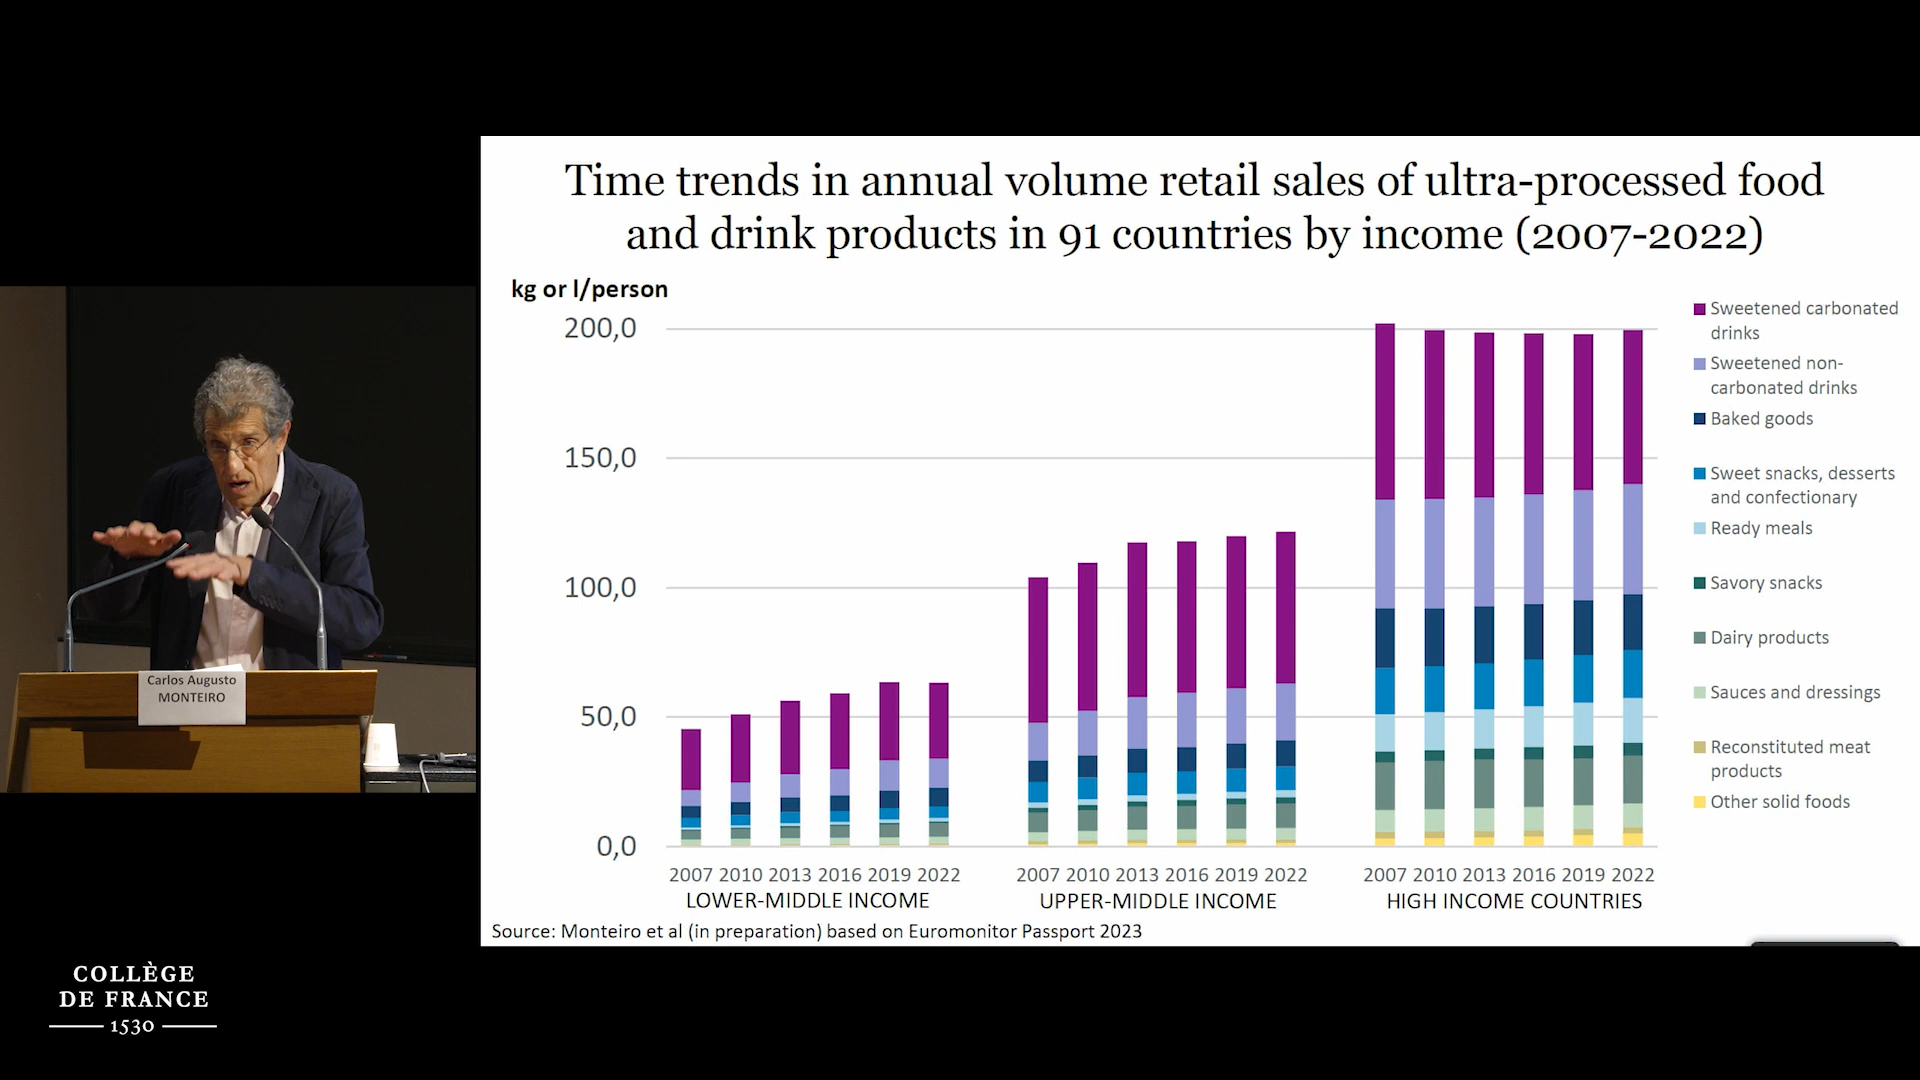 Time trends in annual volume retail sales of ultra-processed food
and drink products in 91 countries by income (2007-2022)
kg or l/person
200,0
150,0
100,0
50,0
0,0
2007 2010 2013 2016 2019 2022
LOWER-MIDDLE INCOME
2007 2010 2013 2016 2019 2022
UPPER-MIDDLE INCOME
2007 2010 2013 2016 2019 2022
HIGH INCOME COUNTRIES
Sweetened carbonated
drinks
Sweetened non-
carbonated drinks
Baked goods
Sweet snacks, desserts
and confectionary
Ready meals
Savory snacks
Dairy products
Sauces and dressings
Reconstituted meat
products
Other solid foods
Source: Monteiro et al (in preparation) based on Euromonitor Passport 2023
Carlos Augusto
MONTEIRO
COLLÈGE
DE FRANCE
1530